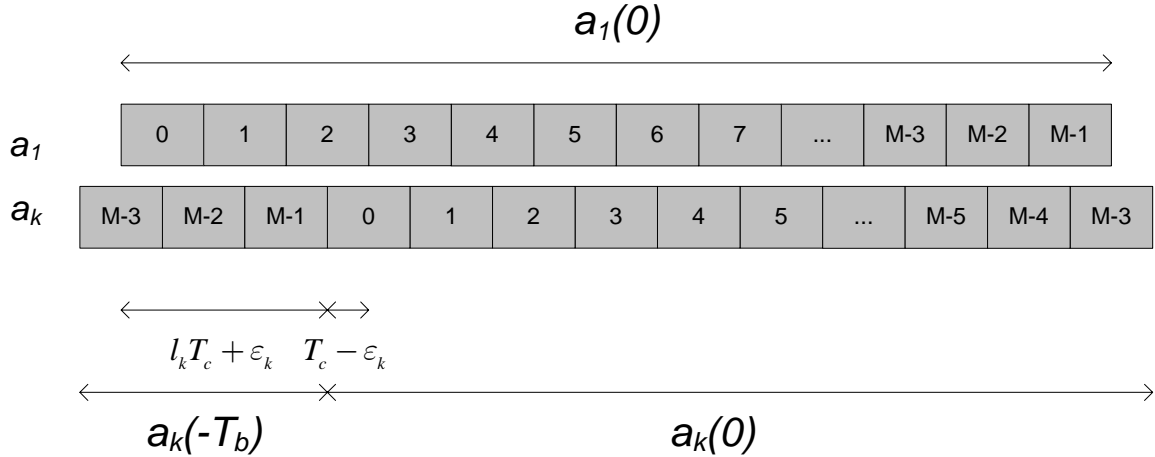 a₁(0)
a₁ 0 1 2 3 4 5 6 7 ... M-3 M-2 M-1
aₖ M-3 M-2 M-1 0 1 2 3 4 5 ... M-5 M-4 M-3
lₖT꜀ + εₖ T꜀ − εₖ
aₖ(-T_b) aₖ(0)